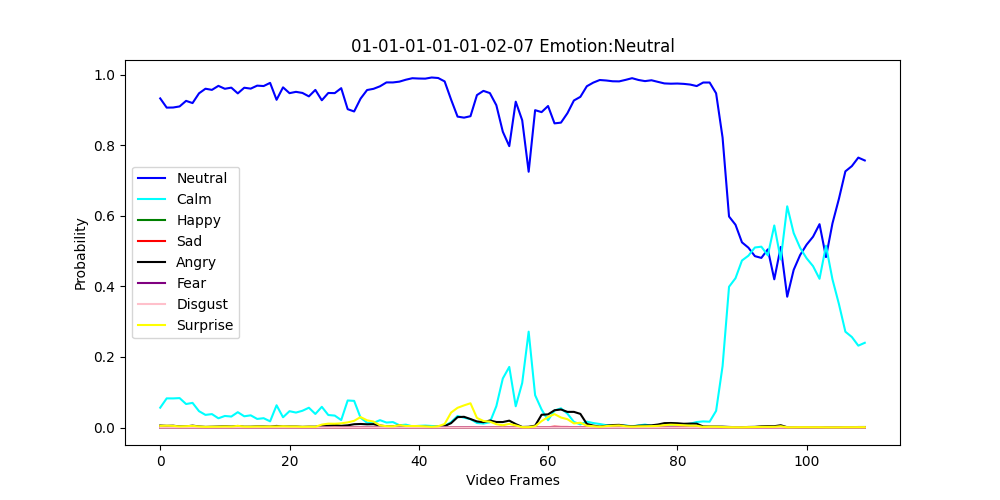 01-01-01-01-01-02-07 Emotion:Neutral
1.0
0.8
0.6
0.4
0.2
0.0
Probability
Neutral
Calm
Happy
Sad
Angry
Fear
Disgust
Surprise
0 20 40 60 80 100
Video Frames